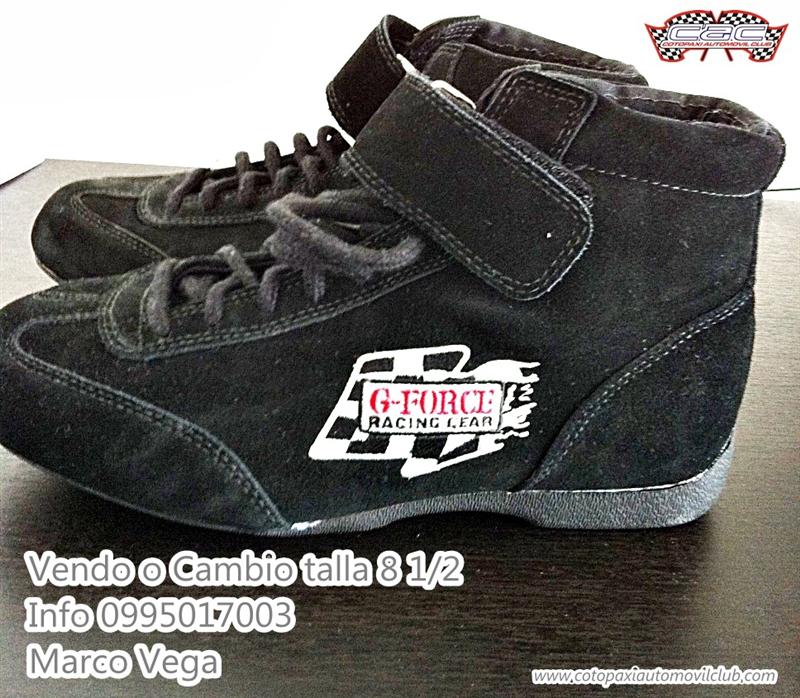 C&C
COTOPAXI AUTOMOVIL CLUB
G-FORCE
RACING GEAR
Vendo o Cambio talla 8 1/2
Info 0995017003
Marco Vega
www.cotopaxiautomovilclub.com